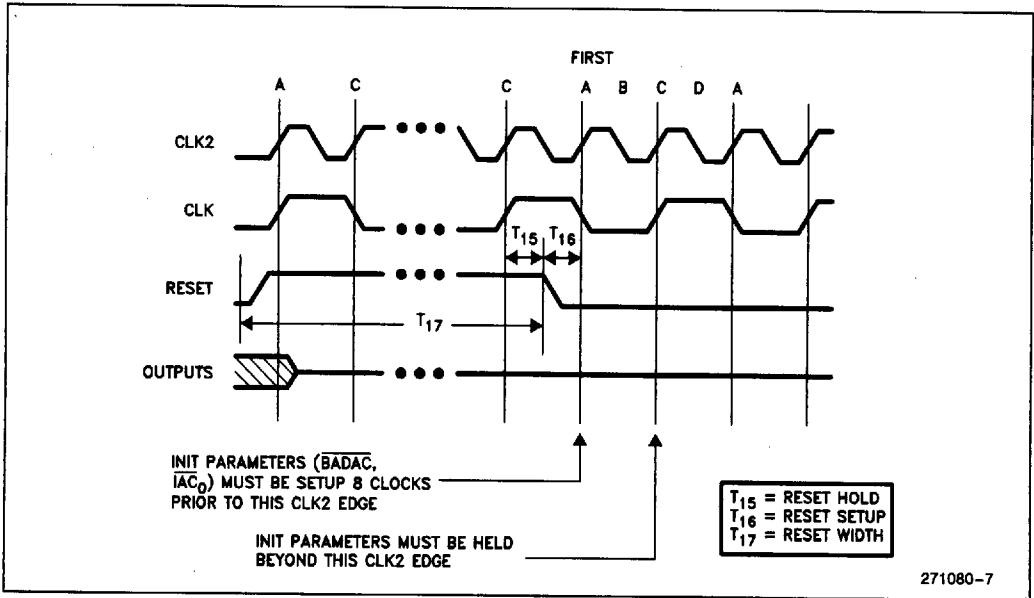 FIRST
A C C A B C D A
CLK2
CLK
T15 T16
RESET
T17
OUTPUTS
INIT PARAMETERS (BADAC,
IAC0) MUST BE SETUP 8 CLOCKS
PRIOR TO THIS CLK2 EDGE
INIT PARAMETERS MUST BE HELD
BEYOND THIS CLK2 EDGE
T15 = RESET HOLD
T16 = RESET SETUP
T17 = RESET WIDTH
271080-7